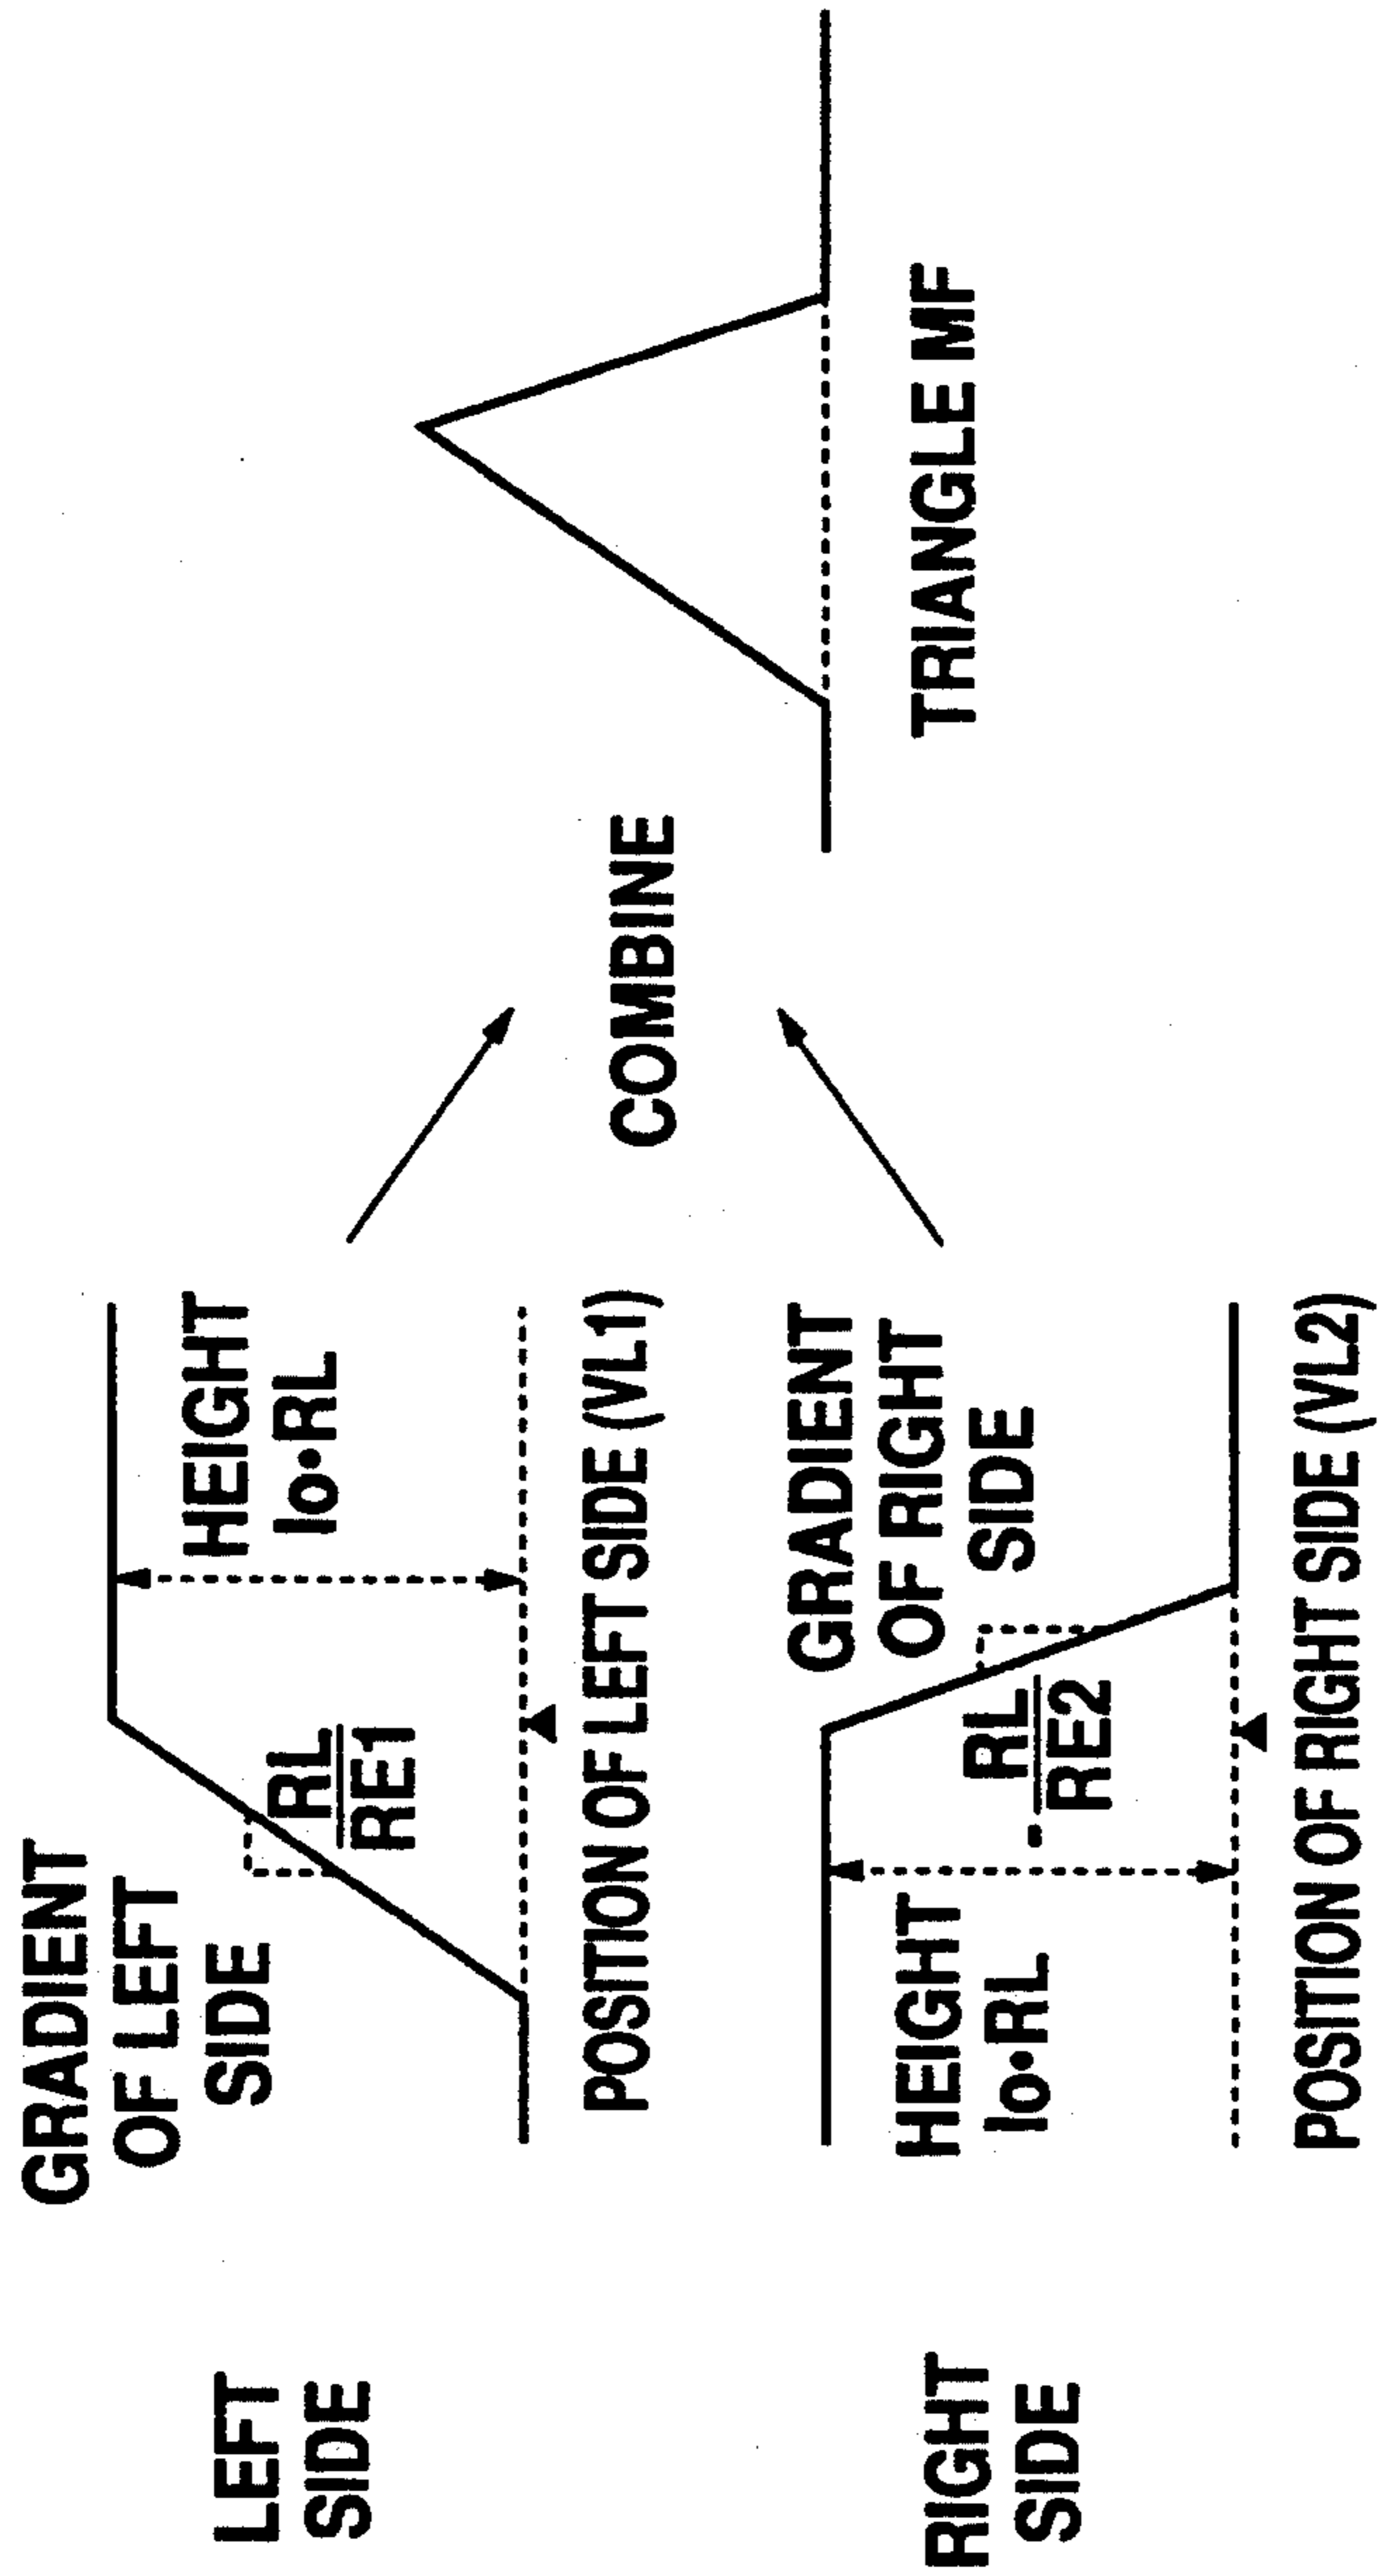 LEFT
SIDE
GRADIENT
OF LEFT
SIDE
RL
RE1
HEIGHT
Io•RL
POSITION OF LEFT SIDE (VL1)
RIGHT
SIDE
HEIGHT
Io•RL
- RL
RE2
GRADIENT
OF RIGHT
SIDE
POSITION OF RIGHT SIDE (VL2)
COMBINE
TRIANGLE MF